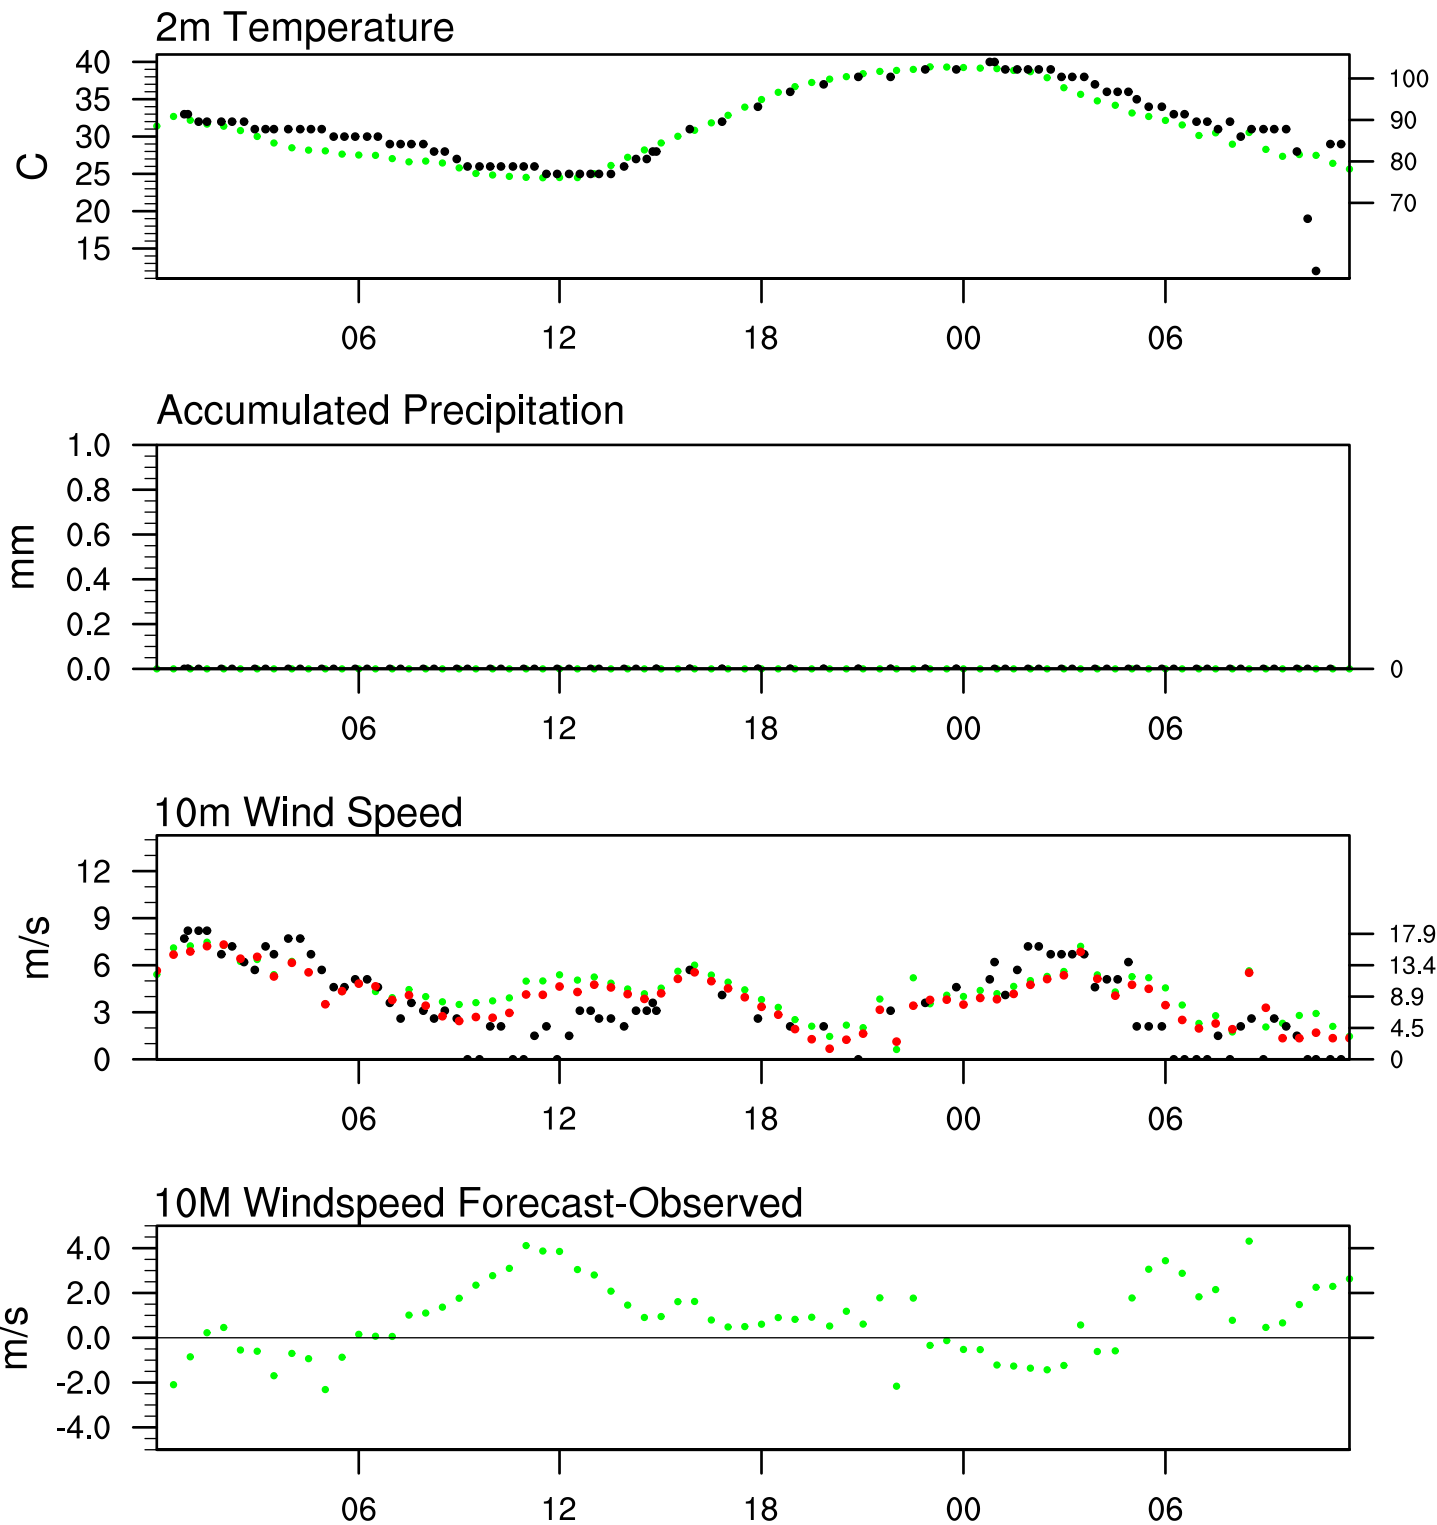 2m Temperature
40
35
30
25
20
15
C
100
90
80
70
06 12 18 00 06
Accumulated Precipitation
1.0
0.8
0.6
0.4
0.2
0.0
mm
0
06 12 18 00 06
10m Wind Speed
12
9
6
3
0
m/s
17.9
13.4
8.9
4.5
0
06 12 18 00 06
10M Windspeed Forecast-Observed
4.0
2.0
0.0
-2.0
-4.0
m/s
06 12 18 00 06